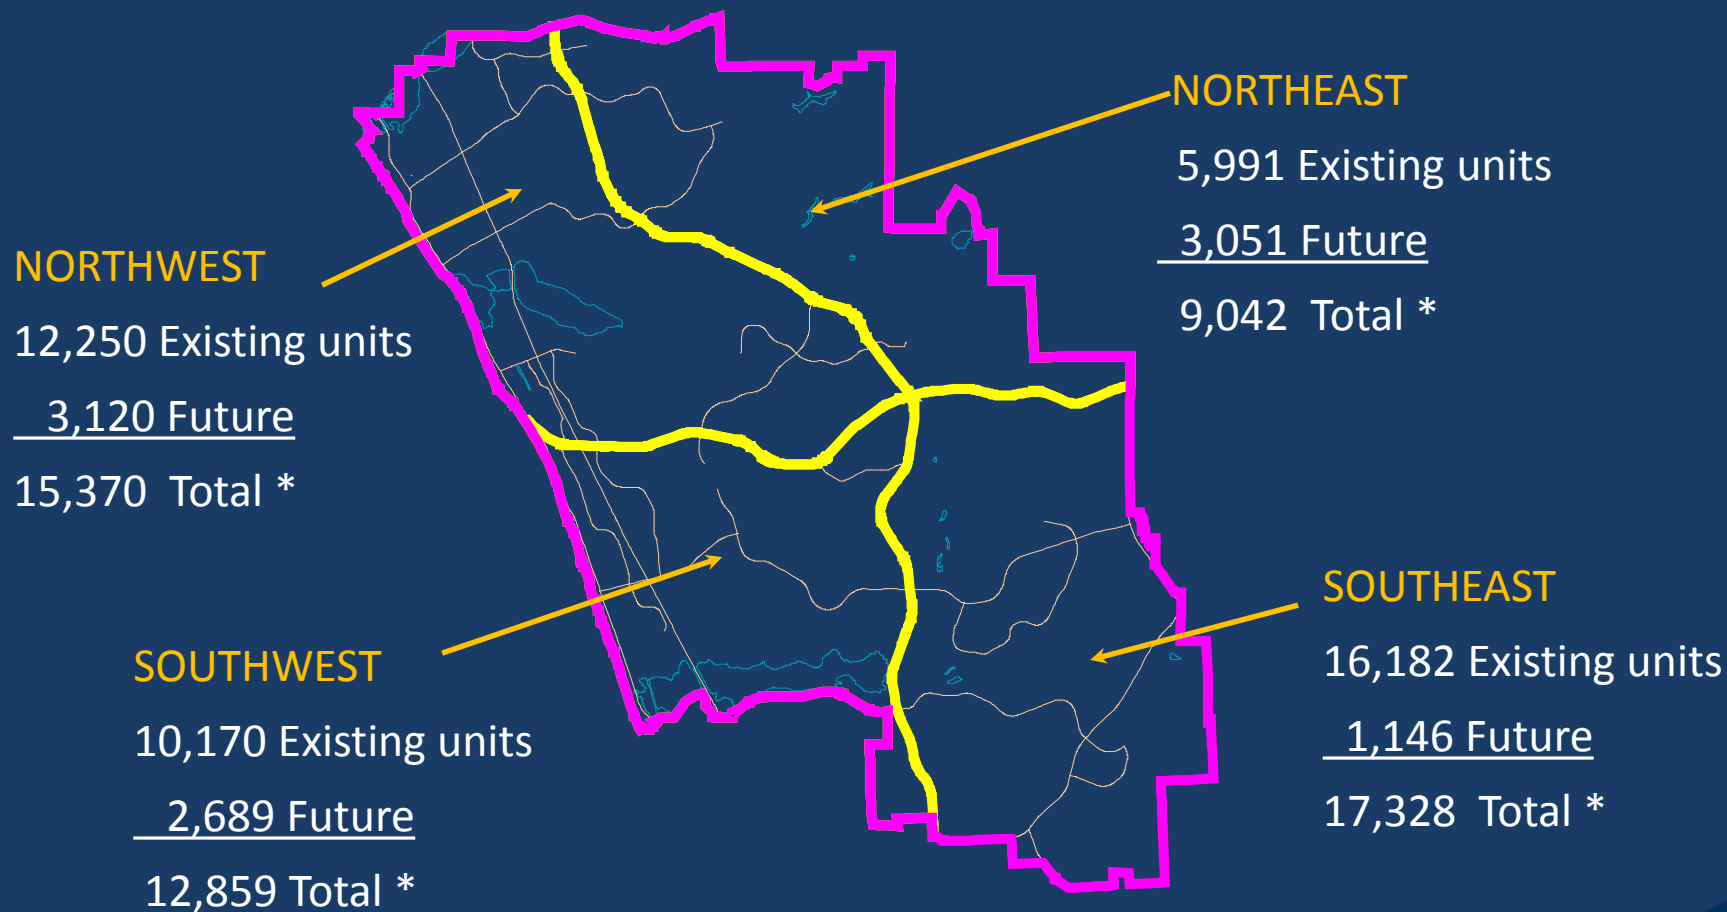 NORTHWEST
12,250 Existing units
3,120 Future
15,370 Total *
NORTHEAST
5,991 Existing units
3,051 Future
9,042 Total *
SOUTHWEST
10,170 Existing units
2,689 Future
12,859 Total *
SOUTHEAST
16,182 Existing units
1,146 Future
17,328 Total *